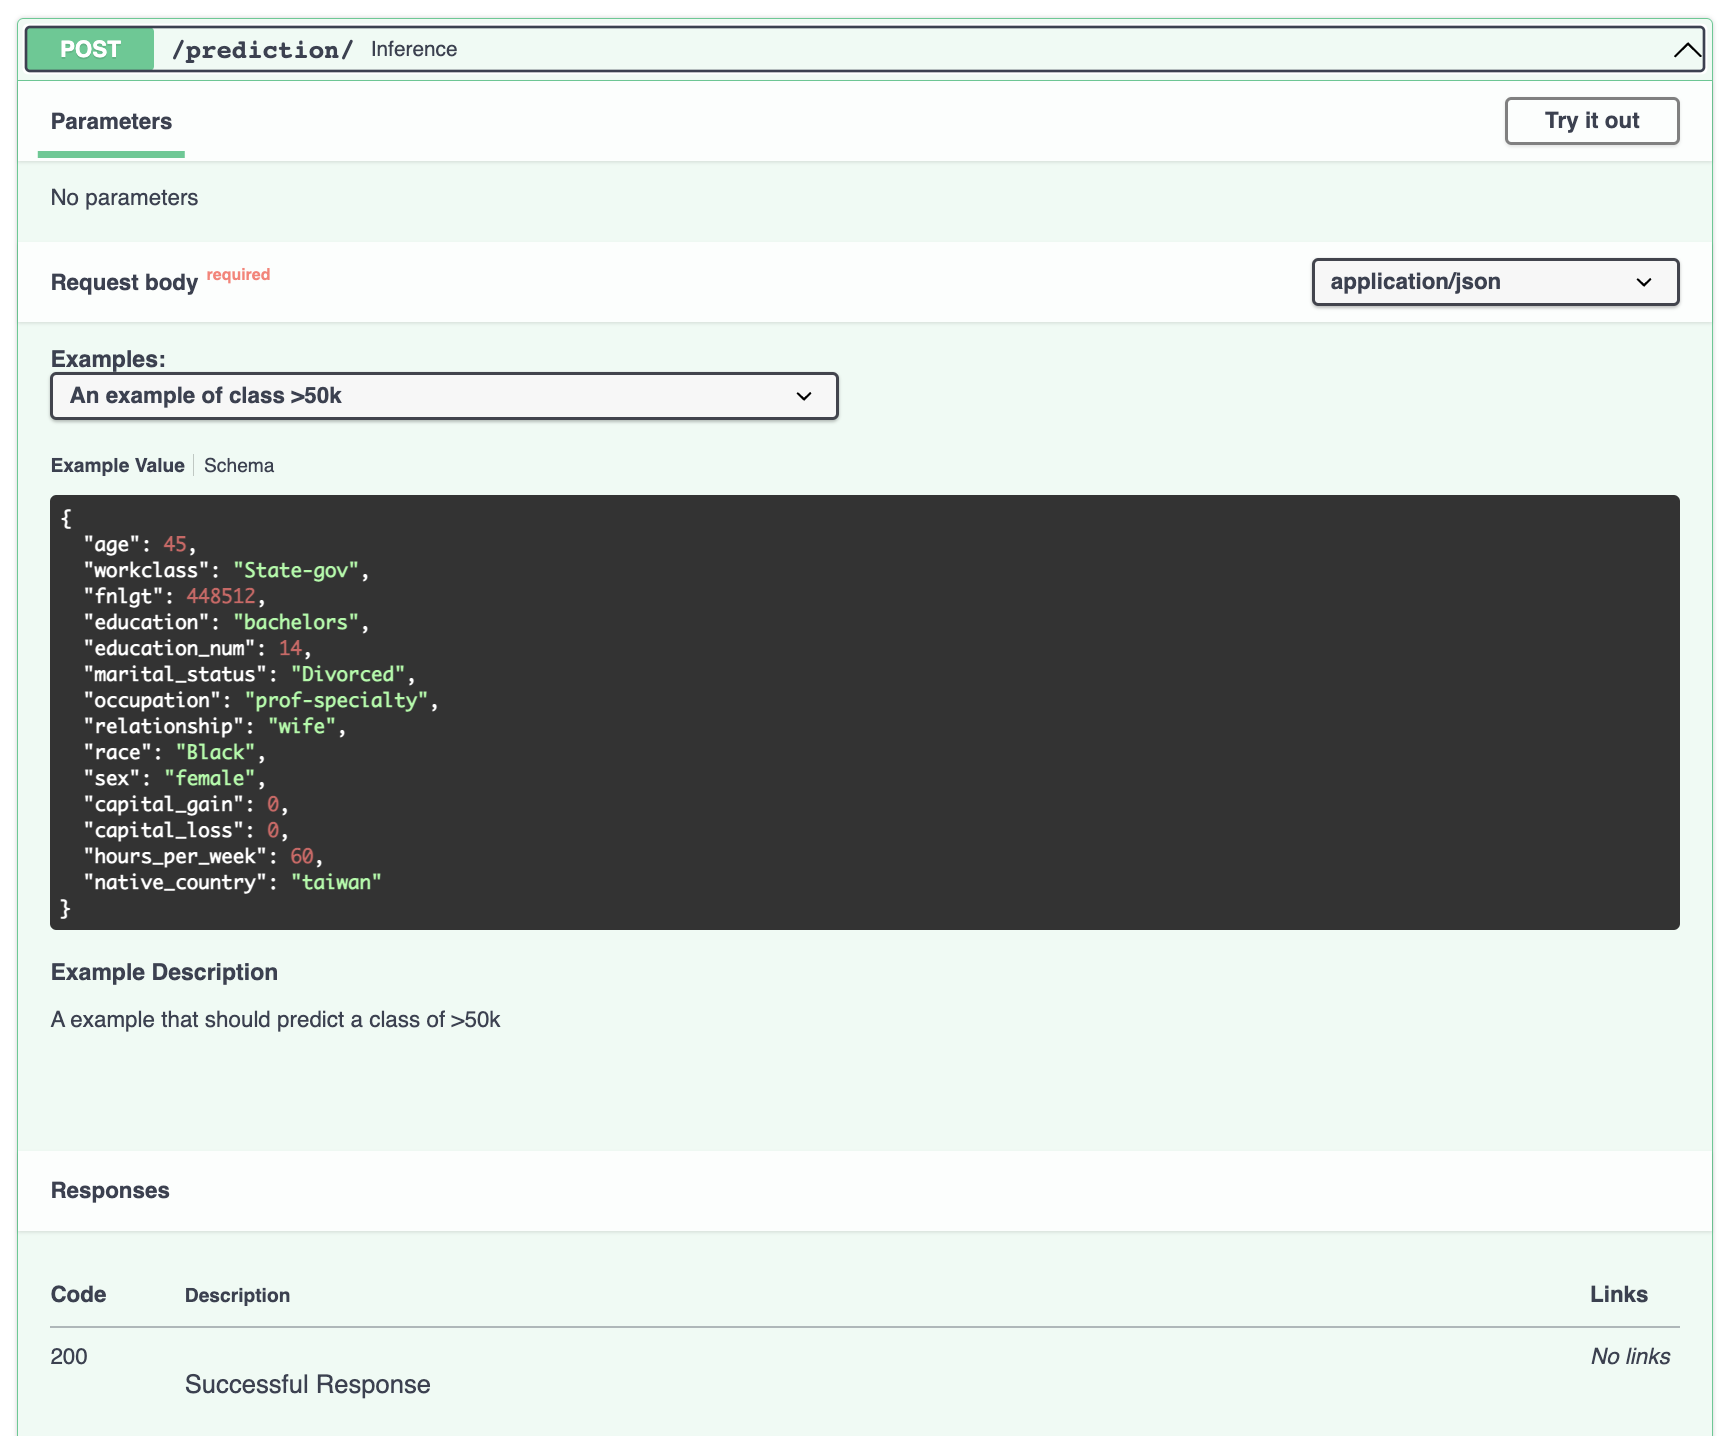 POST /prediction/ Inference
Parameters
Try it out
No parameters
Request body required
application/json
Examples:
An example of class >50k
Example Value Schema
{
  "age": 45,
  "workclass": "State-gov",
  "fnlgt": 448512,
  "education": "bachelors",
  "education_num": 14,
  "marital_status": "Divorced",
  "occupation": "prof-specialty",
  "relationship": "wife",
  "race": "Black",
  "sex": "female",
  "capital_gain": 0,
  "capital_loss": 0,
  "hours_per_week": 60,
  "native_country": "taiwan"
}
Example Description
A example that should predict a class of >50k
Responses
Code Description Links
200 No links
Successful Response